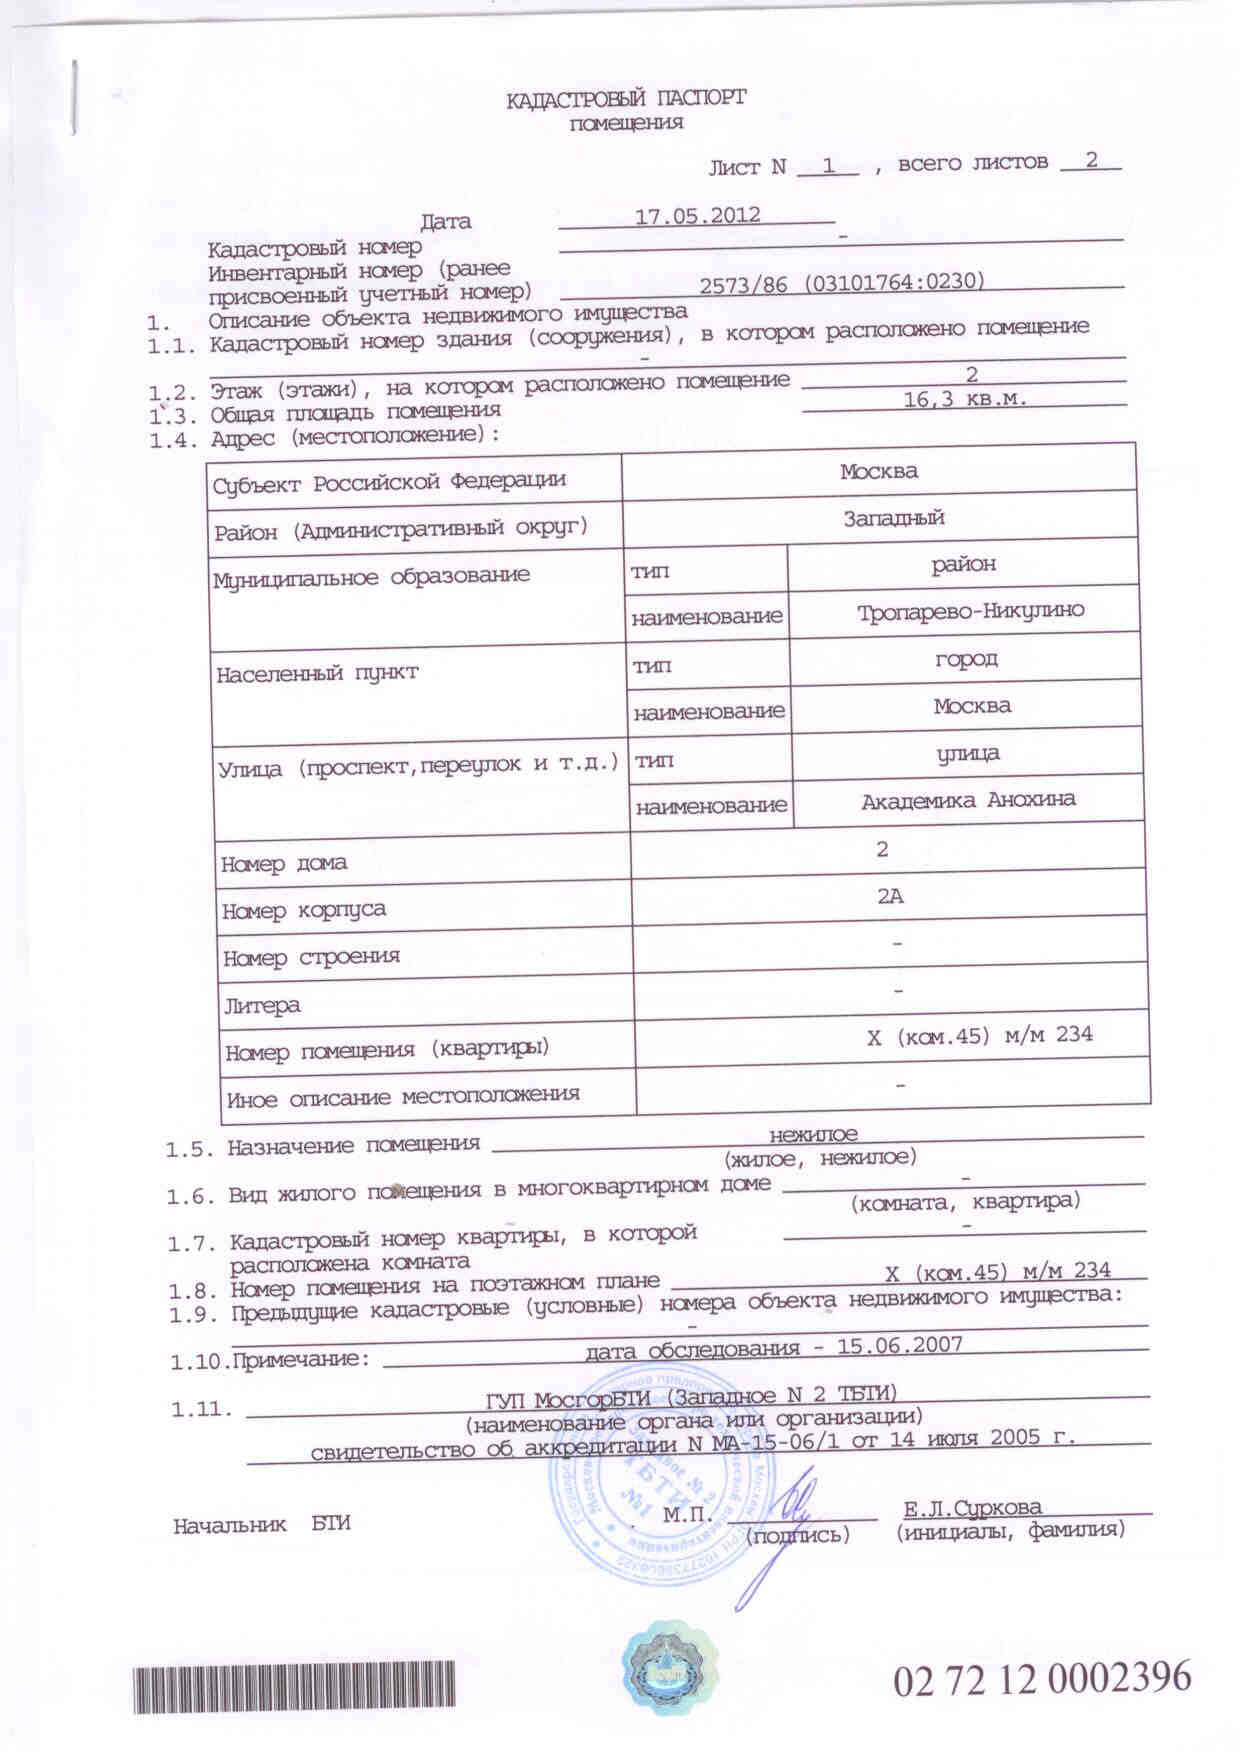 КАДАСТРОВЫЙ ПАСПОРТ
помещения
Лист N 1 , всего листов 2
Дата 17.05.2012
Кадастровый номер -
Инвентарный номер (ранее
присвоенный учетный номер) 2573/86 (03101764:0230)
1. Описание объекта недвижимого имущества
1.1. Кадастровый номер здания (сооружения), в котором расположено помещение
-
1.2. Этаж (этажи), на котором расположено помещение 2
1.3. Общая площадь помещения 16,3 кв.м.
1.4. Адрес (местоположение):
Субъект Российской Федерации Москва
Район (Административный округ) Западный
Муниципальное образование тип район
наименование Тропарево-Никулино
Населенный пункт тип город
наименование Москва
Улица (проспект,переулок и т.д.) тип улица
наименование Академика Анохина
Номер дома 2
Номер корпуса 2А
Номер строения -
Литера -
Номер помещения (квартиры) X (ком.45) м/м 234
Иное описание местоположения -
1.5. Назначение помещения нежилое
(жилое, нежилое)
1.6. Вид жилого помещения в многоквартирном доме -
(комната, квартира)
1.7. Кадастровый номер квартиры, в которой -
расположена комната
1.8. Номер помещения на поэтажном плане X (ком.45) м/м 234
1.9. Предыдущие кадастровые (условные) номера объекта недвижимого имущества:
-
1.10.Примечание: дата обследования - 15.06.2007
1.11. ГУП МосгорБТИ (Западное N 2 ТБТИ)
(наименование органа или организации)
свидетельство об аккредитации N МА-15-06/1 от 14 июля 2005 г.
Западное № 2
ТБТИ
№1
Начальник БТИ М.П. Е.Л.Суркова
(подпись) (инициалы, фамилия)
02 72 12 0002396